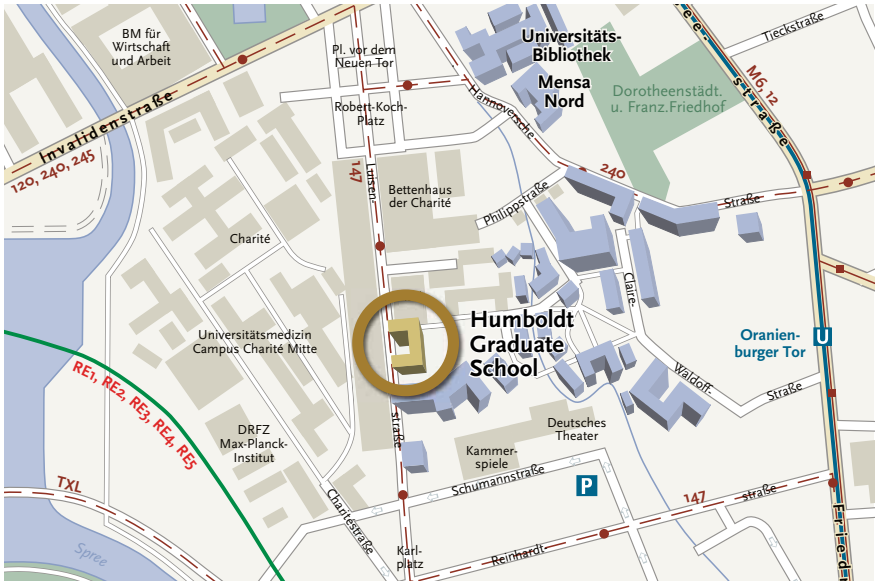 BM für
Wirtschaft
und Arbeit
Pl. vor dem
Neuen Tor
Universitäts-
Bibliothek
Mensa
Nord
Tieckstraße
M6, 12
ee-
straße
Dorotheenstädt.
u. Franz.Friedhof
Invalidenstraße
120, 240, 245
Robert-Koch-
Platz
Hannoversche
240
Straße
147
Luisen-
Bettenhaus
der Charité
Philippstraße
Charité
Claire-
Universitätsmedizin
Campus Charité Mitte
Humboldt
Graduate
School
Oranien-
burger Tor
U
Waldoff-
Straße
RE1, RE2, RE3, RE4, RE5
DRFZ
Max-Planck-
Institut
straße
Deutsches
Theater
Kammer-
spiele
Schumannstraße
P
TXL
Charitéstraße
147
straße
Spree
Karl-
platz
Reinhardt-
Fried